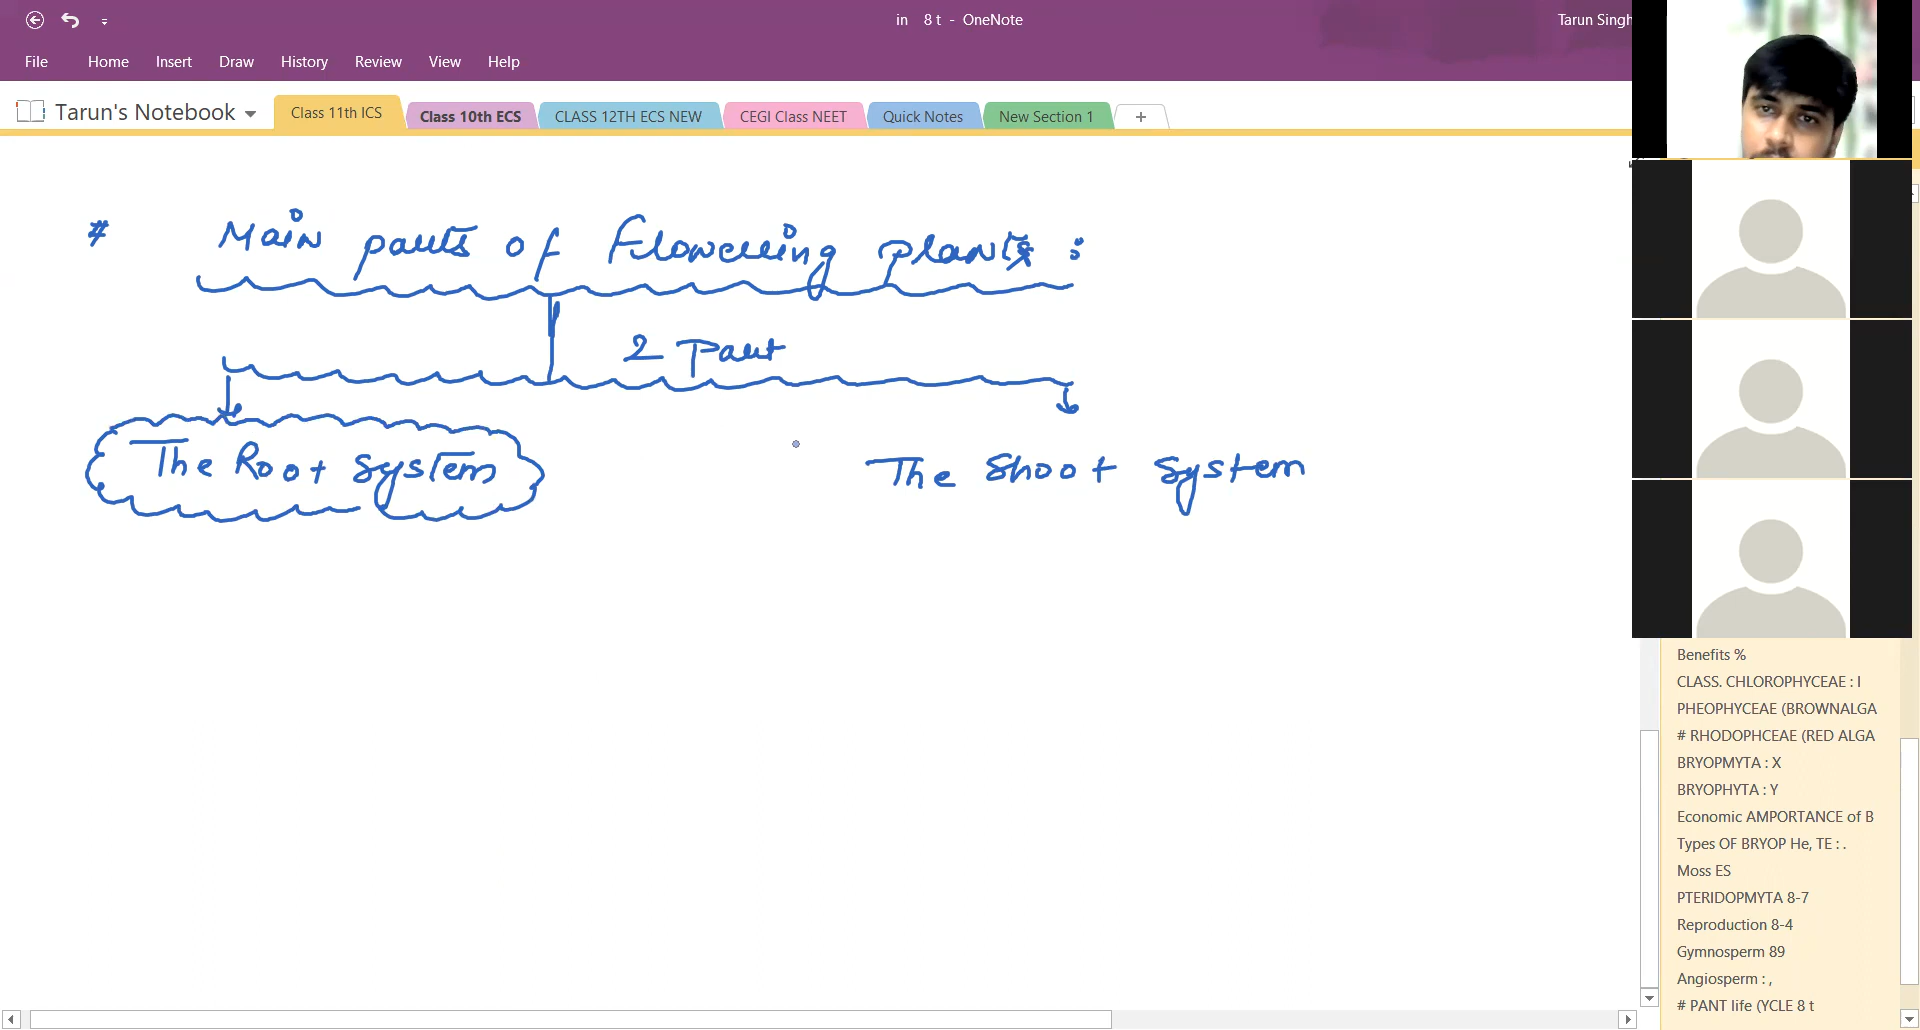 in 8 t - OneNote
Tarun Singh
File Home Insert Draw History Review View Help
Tarun's Notebook
Class 11th ICS
Class 10th ECS
CLASS 12TH ECS NEW
CEGI Class NEET
Quick Notes
New Section 1
+
# Main parts of Flowering plants :
2 Part
The Root System
The Shoot System
Benefits %
CLASS. CHLOROPHYCEAE : I
PHEOPHYCEAE (BROWNALGA
# RHODOPHCEAE (RED ALGA
BRYOPMYTA : X
BRYOPHYTA : Y
Economic AMPORTANCE of B
Types OF BRYOP He, TE : .
Moss ES
PTERIDOPMYTA 8-7
Reproduction 8-4
Gymnosperm 89
Angiosperm : ,
# PANT life (YCLE 8 t